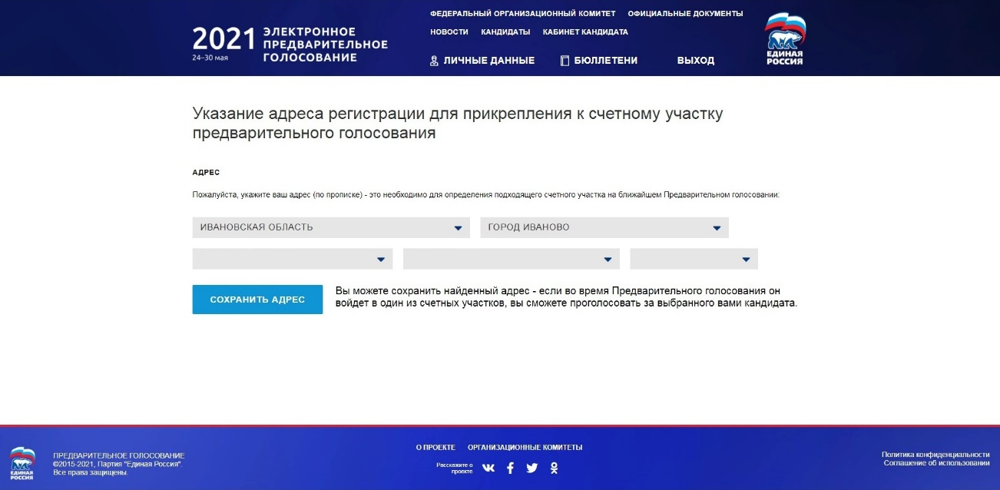 ФЕДЕРАЛЬНЫЙ ОРГАНИЗАЦИОННЫЙ КОМИТЕТ ОФИЦИАЛЬНЫЕ ДОКУМЕНТЫ
НОВОСТИ КАНДИДАТЫ КАБИНЕТ КАНДИДАТА
2021 ЭЛЕКТРОННОЕ
ПРЕДВАРИТЕЛЬНОЕ
24–30 мая ГОЛОСОВАНИЕ
ЛИЧНЫЕ ДАННЫЕ БЮЛЛЕТЕНИ ВЫХОД
ЕДИНАЯ
РОССИЯ
Указание адреса регистрации для прикрепления к счетному участку
предварительного голосования
АДРЕС
Пожалуйста, укажите ваш адрес (по прописке) - это необходимо для определения подходящего счетного участка на ближайшем Предварительном голосовании:
ИВАНОВСКАЯ ОБЛАСТЬ ГОРОД ИВАНОВО
СОХРАНИТЬ АДРЕС
Вы можете сохранить найденный адрес - если во время Предварительного голосования он
войдет в один из счетных участков, вы сможете проголосовать за выбранного вами кандидата.
ЕДИНАЯ
РОССИЯ
ПРЕДВАРИТЕЛЬНОЕ ГОЛОСОВАНИЕ
©2015-2021, Партия "Единая Россия".
Все права защищены.
О ПРОЕКТЕ ОРГАНИЗАЦИОННЫЕ КОМИТЕТЫ
Расскажите о
проекте
Политика конфиденциальности
Соглашение об использовании